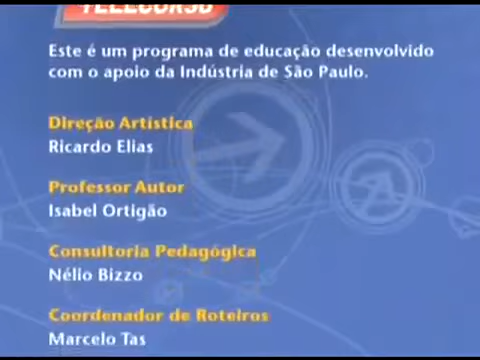 TELECURSO
Este é um programa de educação desenvolvido
com o apoio da Indústria de São Paulo.
Direção Artística
Ricardo Elias
Professor Autor
Isabel Ortigão
Consultoria Pedagógica
Nélio Bizzo
Coordenador de Roteiros
Marcelo Tas